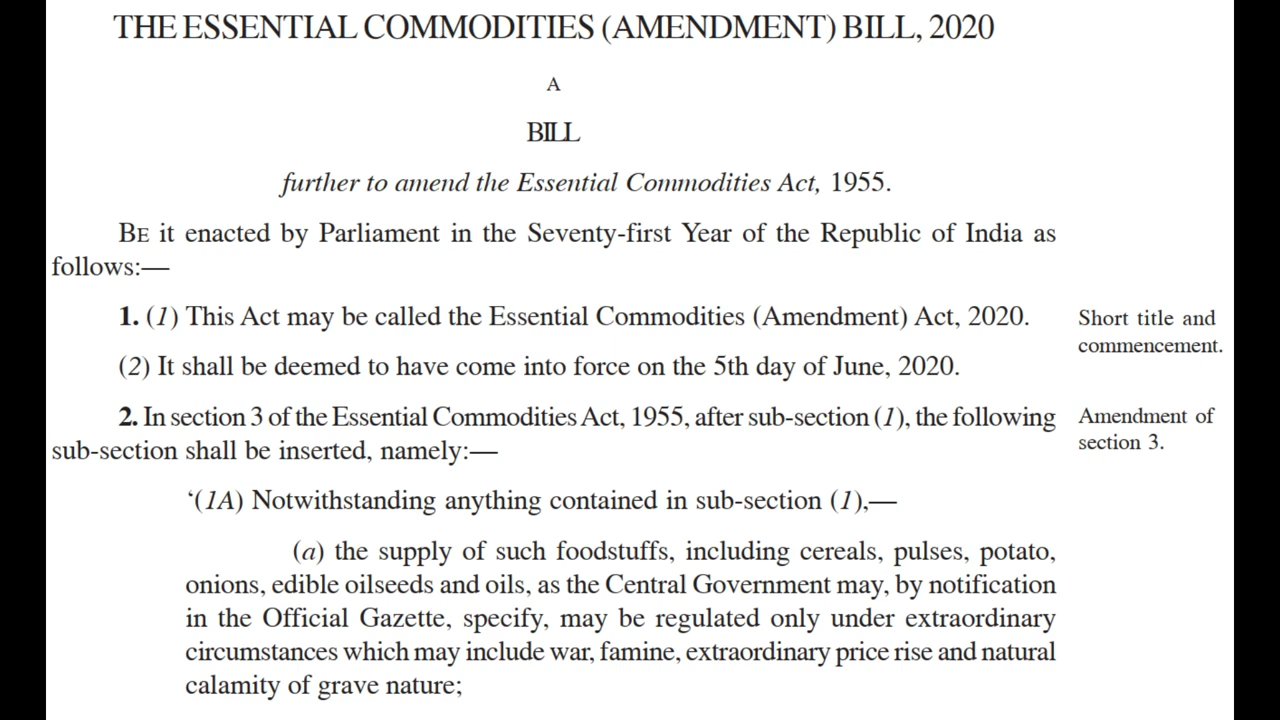 THE ESSENTIAL COMMODITIES (AMENDMENT) BILL, 2020
A
BILL
further to amend the Essential Commodities Act, 1955.
BE it enacted by Parliament in the Seventy-first Year of the Republic of India as
follows:—
1. (1) This Act may be called the Essential Commodities (Amendment) Act, 2020.
Short title and
commencement.
(2) It shall be deemed to have come into force on the 5th day of June, 2020.
2. In section 3 of the Essential Commodities Act, 1955, after sub-section (1), the following
sub-section shall be inserted, namely:—
Amendment of
section 3.
‘(1A) Notwithstanding anything contained in sub-section (1),—
(a) the supply of such foodstuffs, including cereals, pulses, potato,
onions, edible oilseeds and oils, as the Central Government may, by notification
in the Official Gazette, specify, may be regulated only under extraordinary
circumstances which may include war, famine, extraordinary price rise and natural
calamity of grave nature;